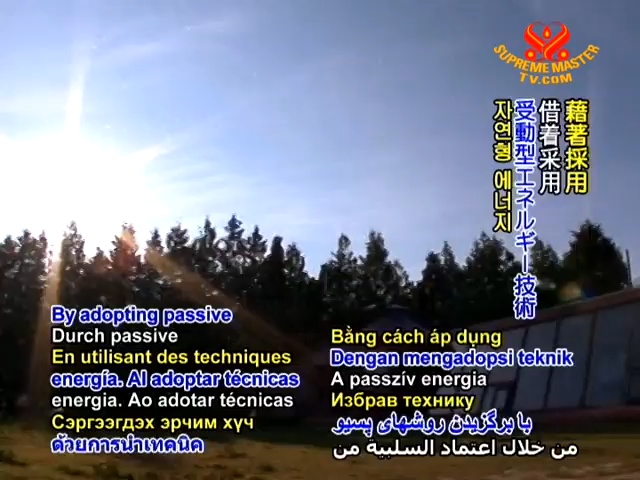 SUPREME MASTER
TV.COM
藉著採用
借着采用
受動型エネルギー技術
자연형 에너지
By adopting passive
Durch passive
En utilisant des techniques
energía. Al adoptar técnicas
energia. Ao adotar técnicas
Сэргээгдэх эрчим хүч
ด้วยการนำเทคนิค
Bằng cách áp dụng
Dengan mengadopsi teknik
A passzív energia
Избрав технику
با برگزیدن روشهای پسیو
من خلال اعتماد السلبية من